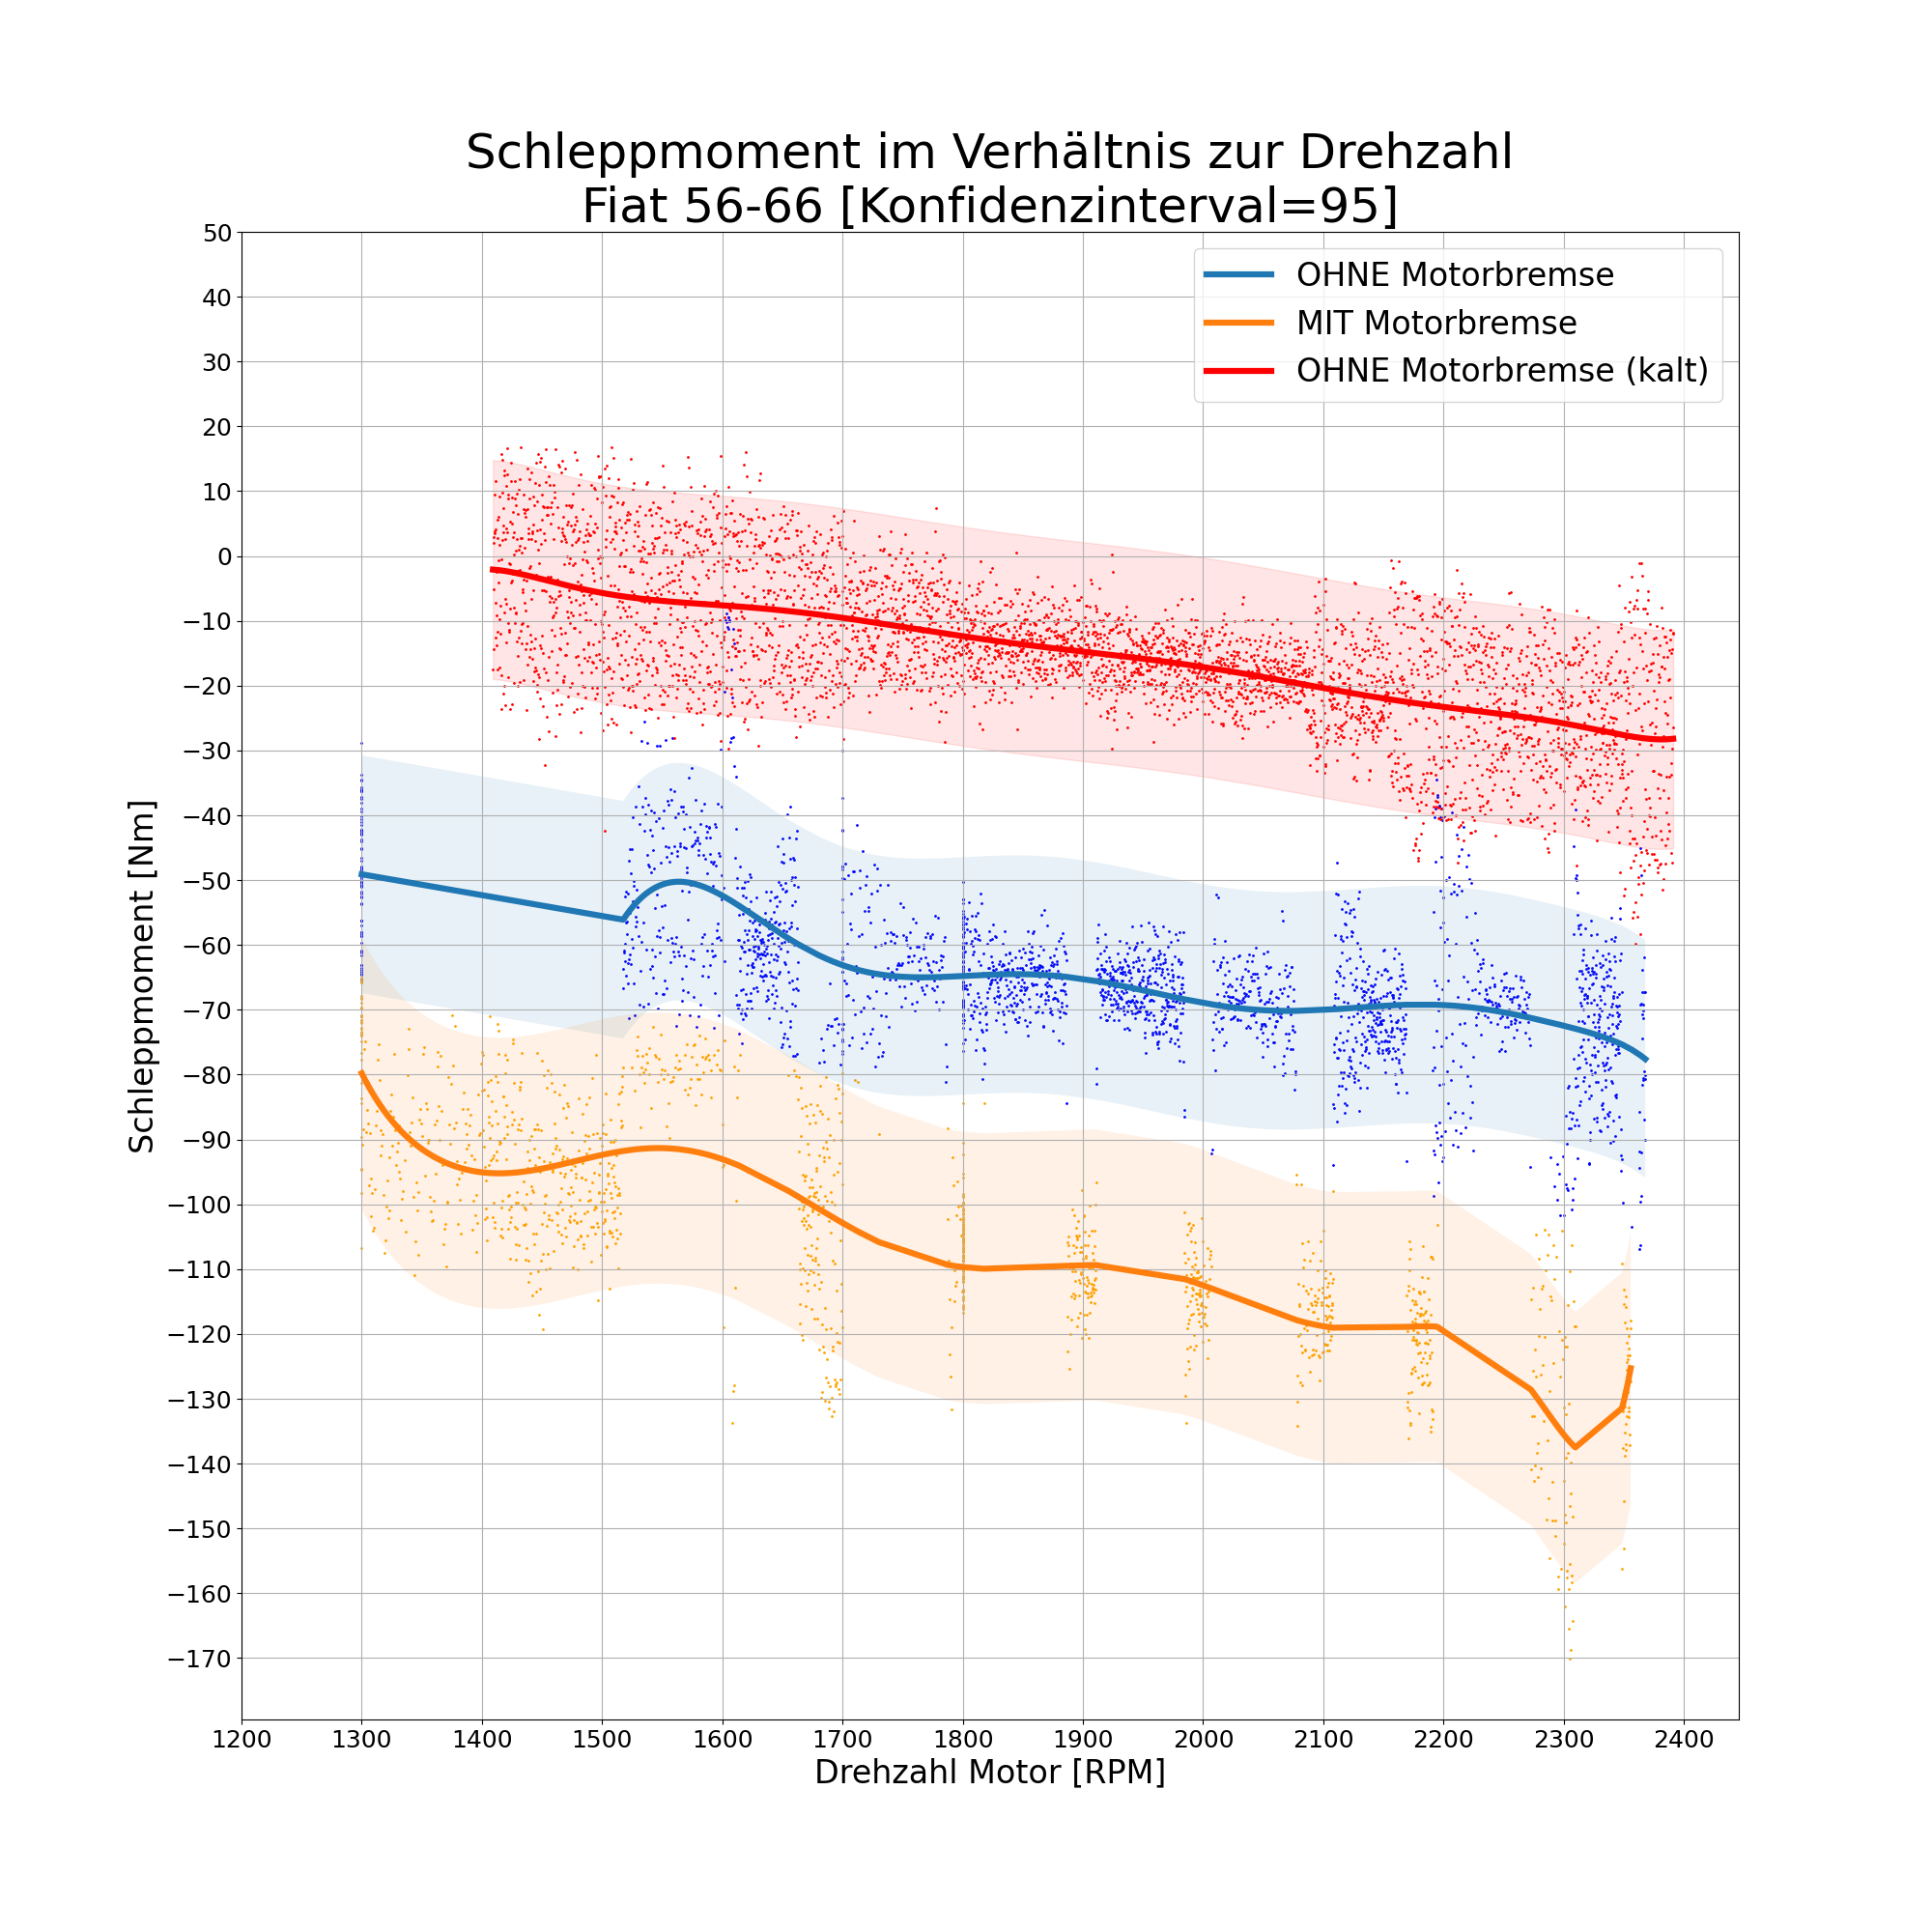 Schleppmoment im Verhältnis zur Drehzahl
Fiat 56-66 [Konfidenzinterval=95]
OHNE Motorbremse
MIT Motorbremse
OHNE Motorbremse (kalt)
Schleppmoment [Nm]
50
40
30
20
10
0
−10
−20
−30
−40
−50
−60
−70
−80
−90
−100
−110
−120
−130
−140
−150
−160
−170
1200 1300 1400 1500 1600 1700 1800 1900 2000 2100 2200 2300 2400
Drehzahl Motor [RPM]